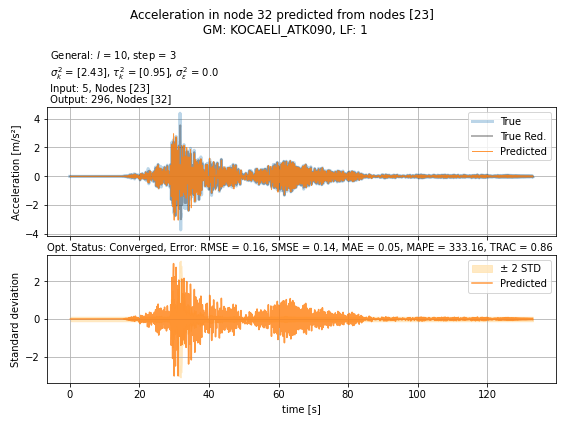 Acceleration in node 32 predicted from nodes [23]
GM: KOCAELI_ATK090, LF: 1
General: l = 10, step = 3
σ²ₖ = [2.43], τ²ₖ = [0.95], σ²ε = 0.0
Input: 5, Nodes [23]
Output: 296, Nodes [32]
Acceleration [m/s²]
4
2
0
−2
−4
True
True Red.
Predicted
Opt. Status: Converged, Error: RMSE = 0.16, SMSE = 0.14, MAE = 0.05, MAPE = 333.16, TRAC = 0.86
Standard deviation
2
0
−2
± 2 STD
Predicted
0 20 40 60 80 100 120
time [s]